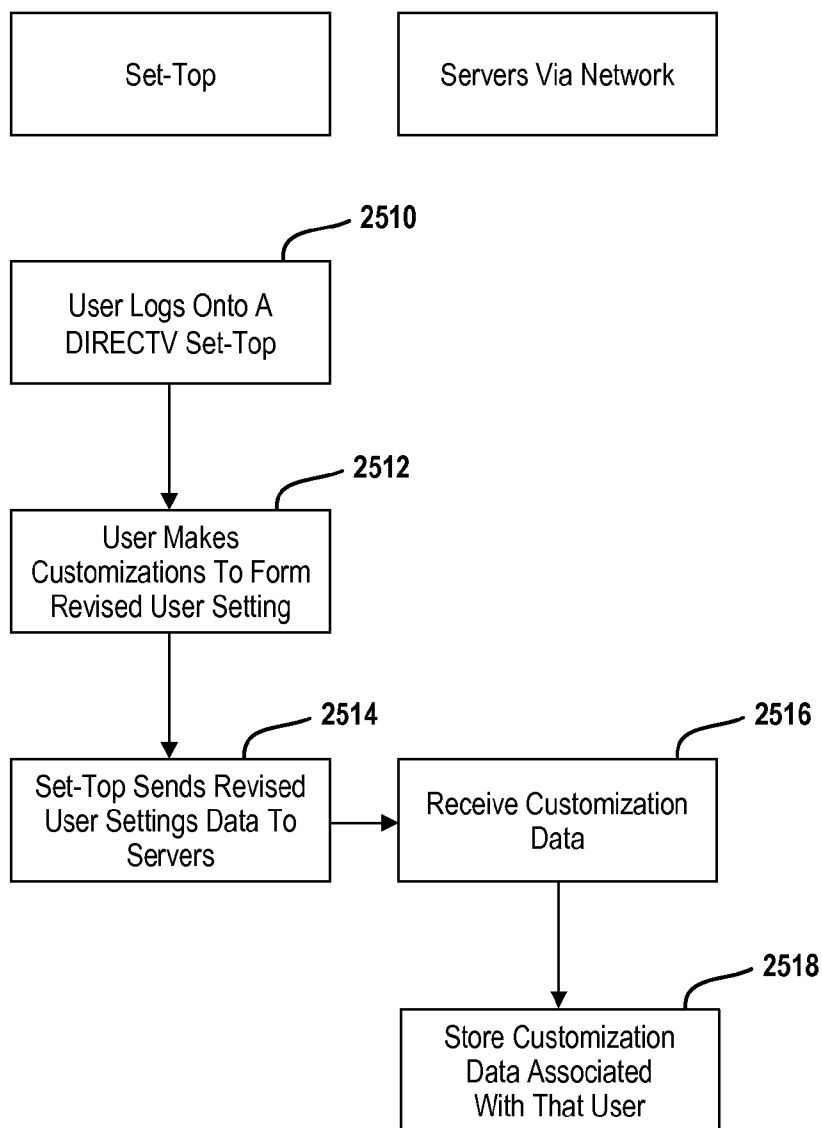 Set-Top
Servers Via Network
2510
User Logs Onto A
DIRECTV Set-Top
2512
User Makes
Customizations To Form
Revised User Setting
2514
Set-Top Sends Revised
User Settings Data To
Servers
2516
Receive Customization
Data
2518
Store Customization
Data Associated
With That User